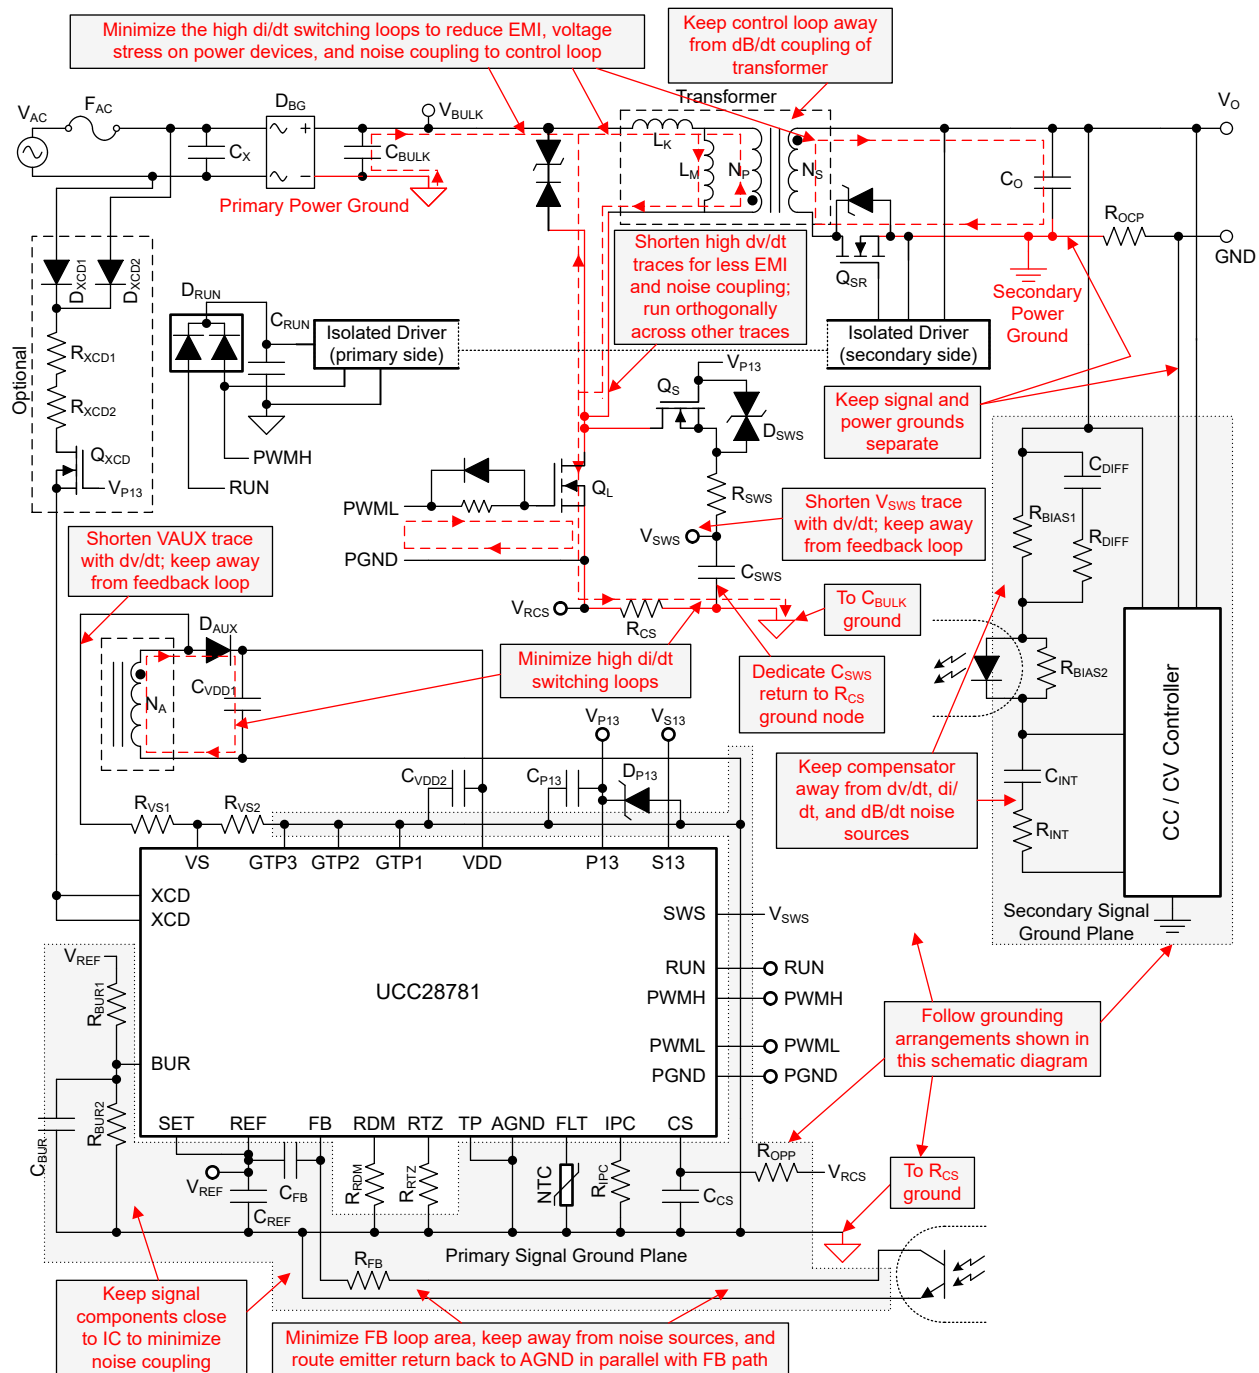 Minimize the high di/dt switching loops to reduce EMI, voltage
stress on power devices, and noise coupling to control loop
Keep control loop away
from dB/dt coupling of
transformer
VAC
FAC
DBG
VBULK
Transformer
VO
CX
CBULK
LK
LM
NP
NS
CO
Primary Power Ground
ROCP
GND
QSR
Secondary
Power
Ground
Shorten high dv/dt
traces for less EMI
and noise coupling;
run orthogonally
across other traces
DXCD1
DXCD2
DRUN
CRUN
Isolated Driver
(primary side)
Isolated Driver
(secondary side)
Optional
RXCD1
RXCD2
QXCD
VP13
PWMH
RUN
VP13
QS
DSWS
Keep signal and
power grounds
separate
PWML
QL
PGND
RSWS
VSWS
Shorten VSWS trace
with dv/dt; keep away
from feedback loop
CSWS
CDIFF
RBIAS1
RDIFF
Shorten VAUX trace
with dv/dt; keep away
from feedback loop
VRCS
RCS
To CBULK
ground
DAUX
NA
CVDD1
Minimize high di/dt
switching loops
Dedicate CSWS
return to RCS
ground node
RBIAS2
VP13
VS13
CVDD2
CP13
DP13
Keep compensator
away from dv/dt, di/
dt, and dB/dt noise
sources
CINT
RINT
CC / CV Controller
RVS1
RVS2
VS
GTP3
GTP2
GTP1
VDD
P13
S13
XCD
XCD
SWS
VSWS
Secondary Signal
Ground Plane
VREF
RBUR1
UCC28781
RUN
RUN
PWMH
PWMH
PWML
PWML
PGND
PGND
Follow grounding
arrangements shown in
this schematic diagram
BUR
CBUR
RBUR2
SET
REF
FB
RDM
RTZ
TP
AGND
FLT
IPC
CS
VREF
CFB
CREF
RRDM
RRTZ
NTC
RIPC
CCS
ROPP
VRCS
To RCS
ground
Primary Signal Ground Plane
RFB
Keep signal
components close
to IC to minimize
noise coupling
Minimize FB loop area, keep away from noise sources, and
route emitter return back to AGND in parallel with FB path